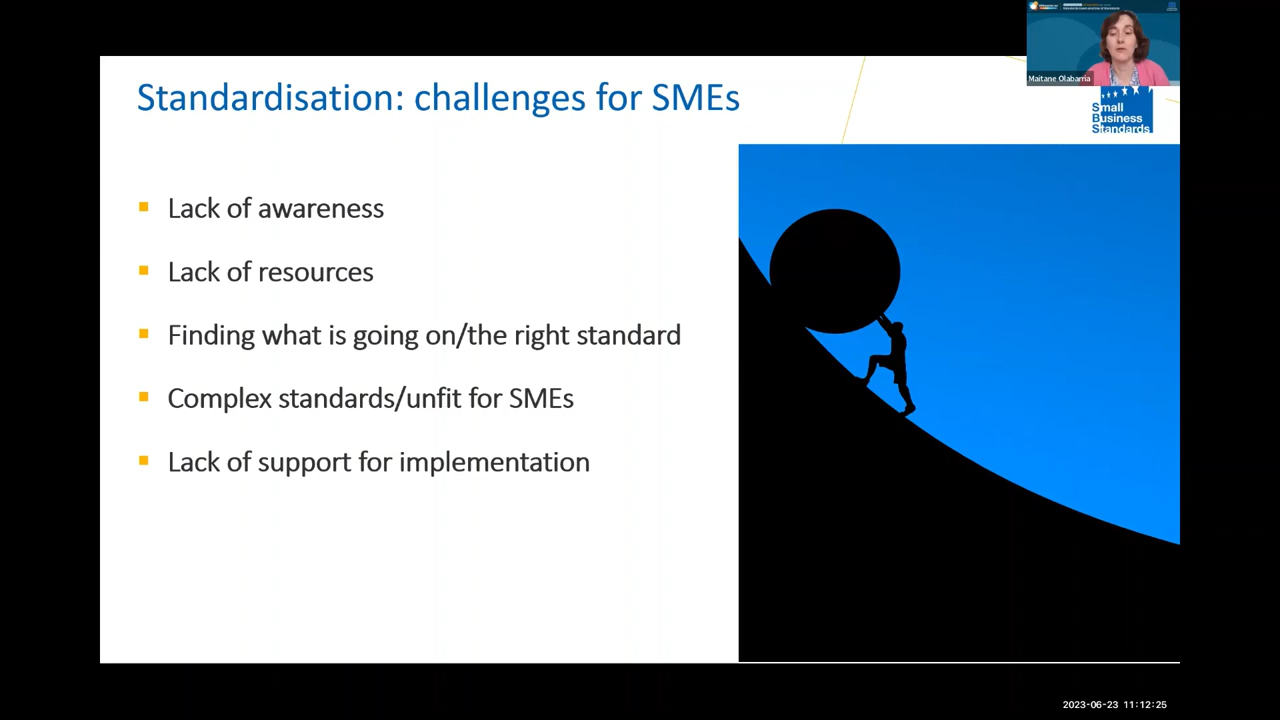 Standardisation: challenges for SMEs
Maitane Olabarria
Small
Business
Standards
Lack of awareness
Lack of resources
Finding what is going on/the right standard
Complex standards/unfit for SMEs
Lack of support for implementation
2023-06-23 11:12:25